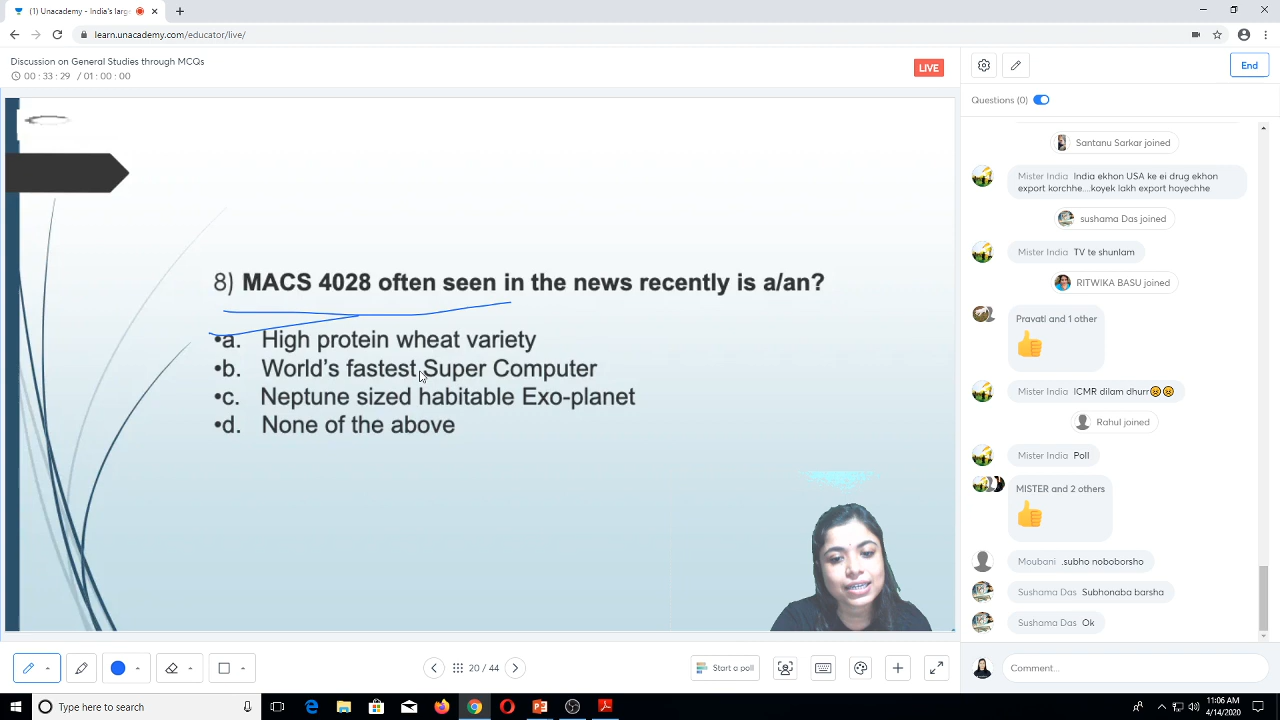 (1) Unacademy - India's larg
learn.unacademy.com/educator/live/
Discussion on General Studies through MCQs
00 : 33 : 29 / 01 : 00 : 00
LIVE
End
Questions (0)
8) MACS 4028 often seen in the news recently is a/an?
•a. High protein wheat variety
•b. World's fastest Super Computer
•c. Neptune sized habitable Exo-planet
•d. None of the above
Santanu Sarkar joined
Mister India India ekhon USA ke ei drug ekhon
export korchhe....koyek lakh export hoyechhe
sushama Das joined
Mister India TV te shunlam
RITWIKA BASU joined
Pravati and 1 other
Mister India ICMR dilam dhurr
Rahul joined
Mister India Poll
MISTER and 2 others
Moubani .subho noboborsho
Sushama Das Subhonaba barsha
Sushama Das Ok
20 / 44
Start a poll
Comment...
Type here to search
11:06 AM
4/14/2020